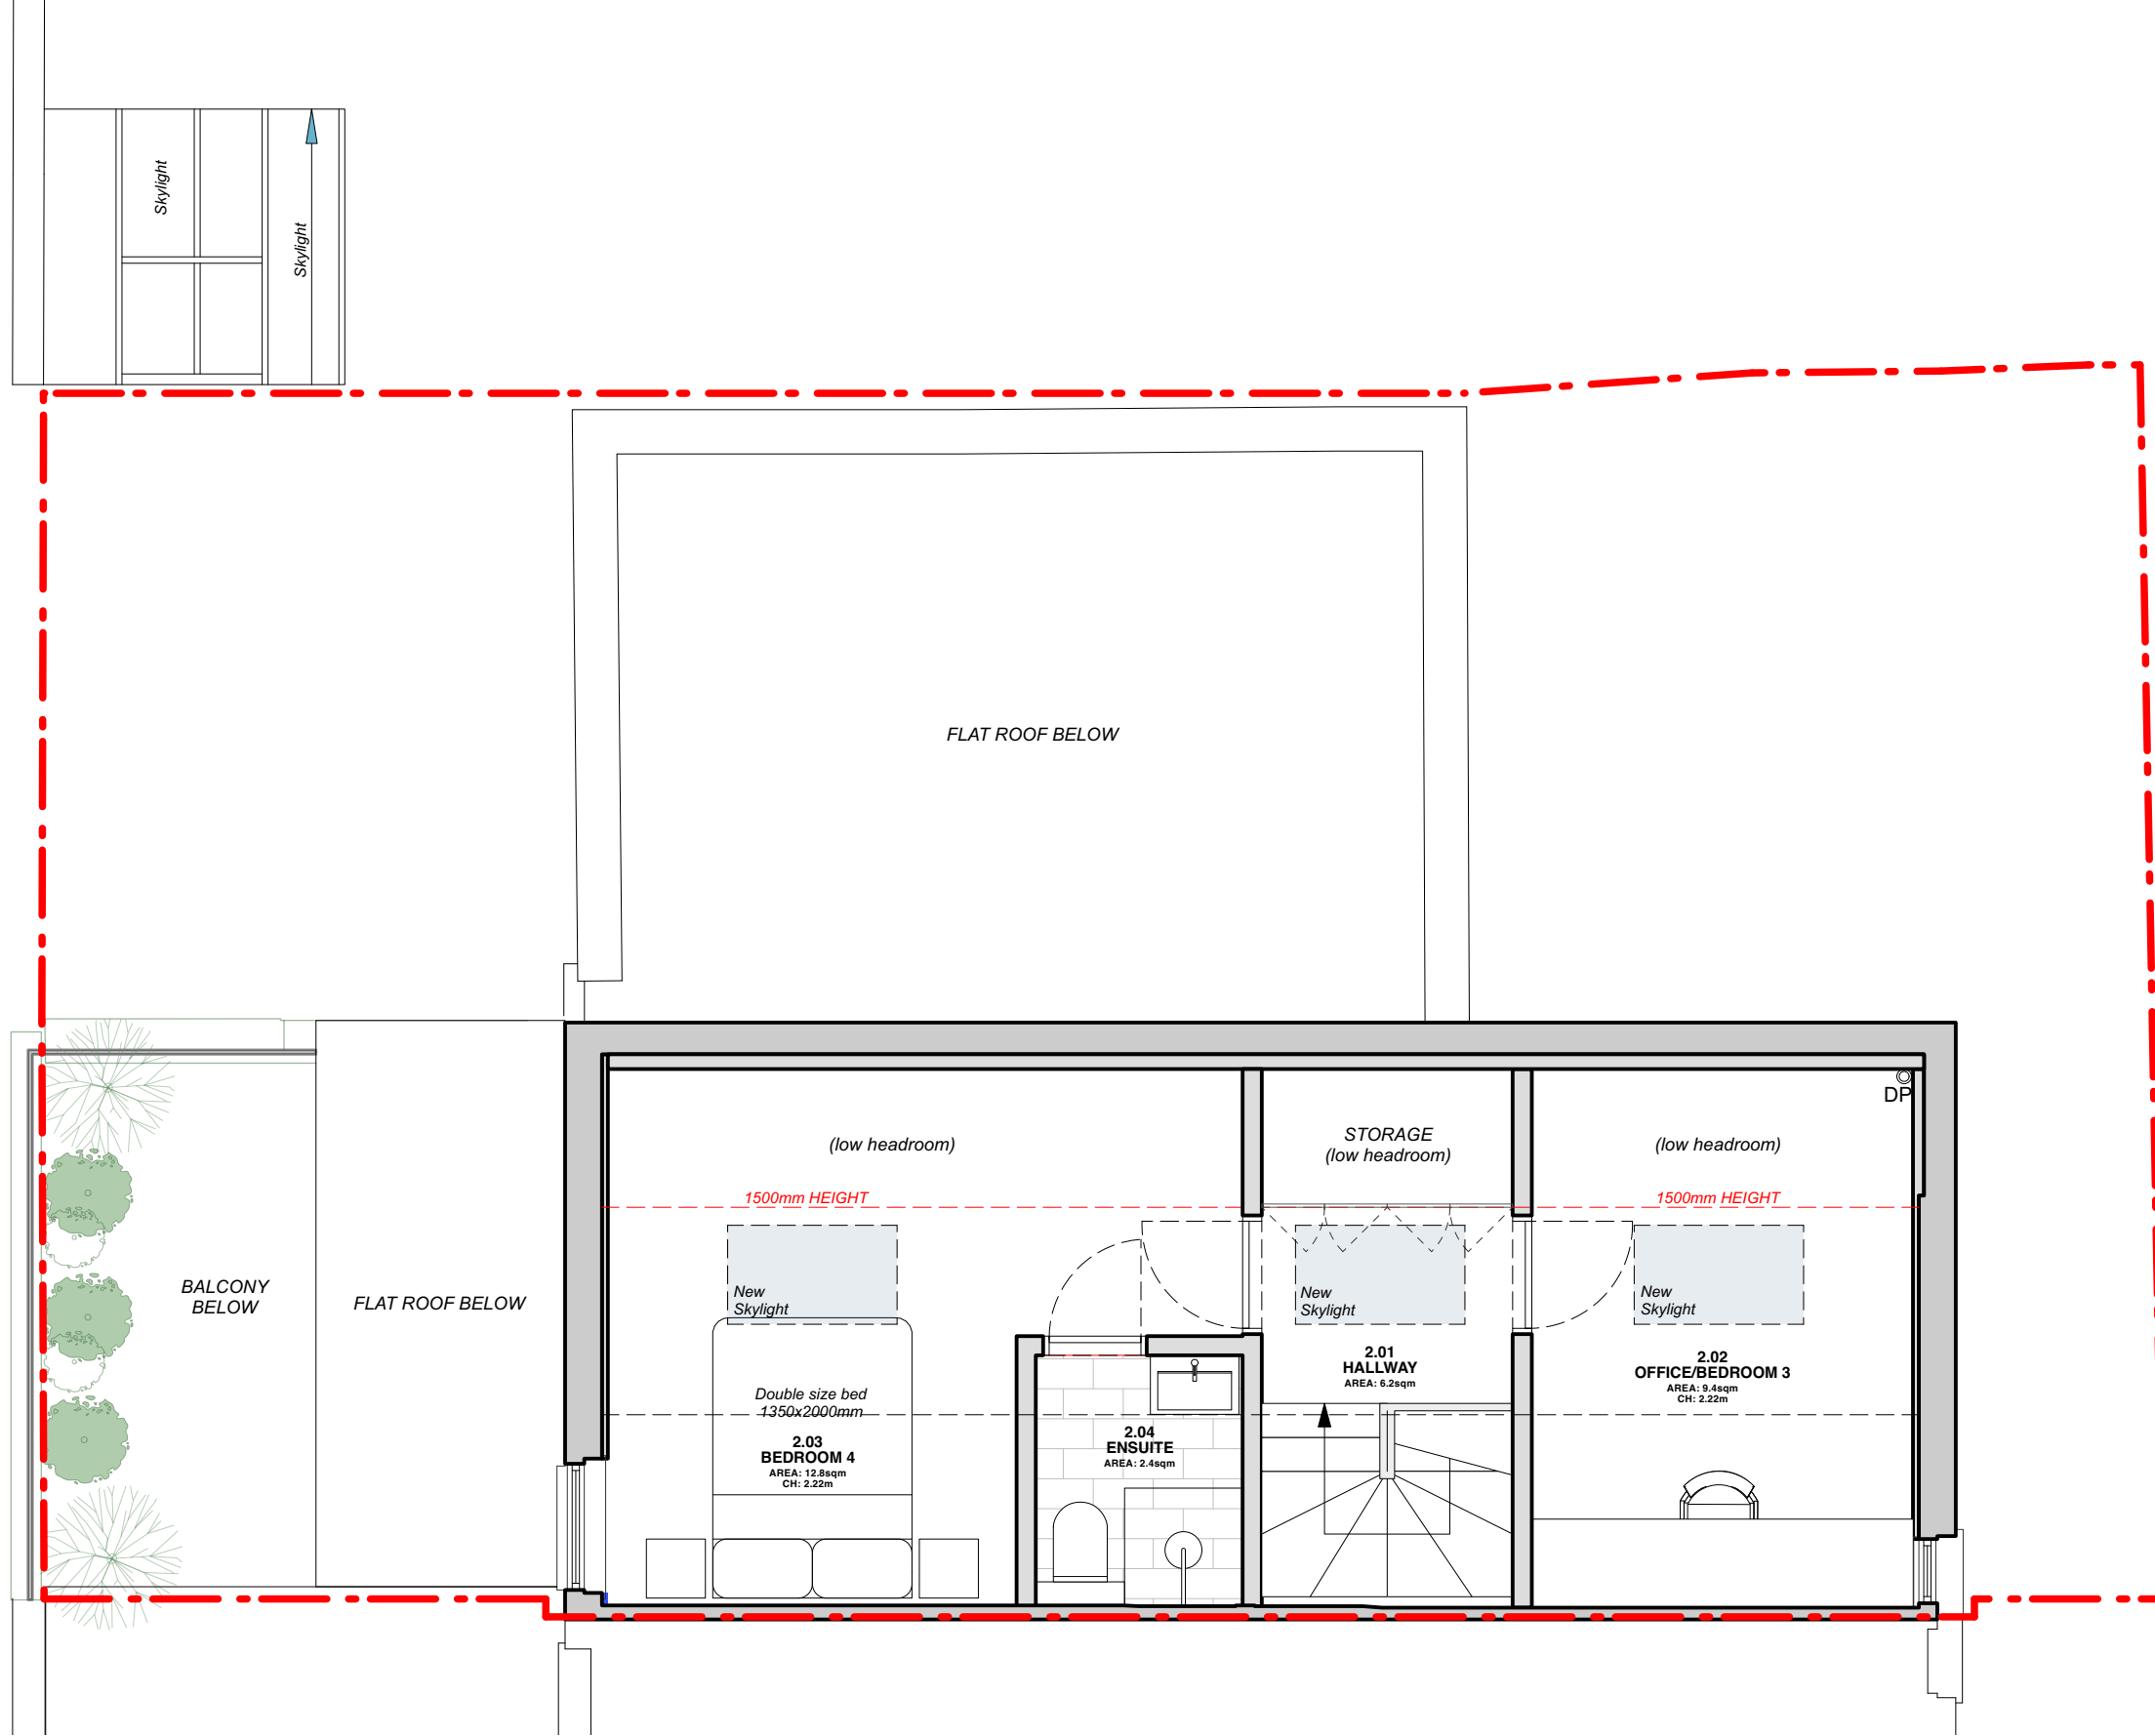 Skylight
Skylight
FLAT ROOF BELOW
DP
(low headroom)
STORAGE
(low headroom)
(low headroom)
1500mm HEIGHT
1500mm HEIGHT
BALCONY
BELOW
FLAT ROOF BELOW
New
Skylight
New
Skylight
New
Skylight
2.01
HALLWAY
AREA: 6.2sqm
2.02
OFFICE/BEDROOM 3
AREA: 9.4sqm
CH: 2.22m
Double size bed
1350x2000mm
2.03
BEDROOM 4
AREA: 12.8sqm
CH: 2.22m
2.04
ENSUITE
AREA: 2.4sqm